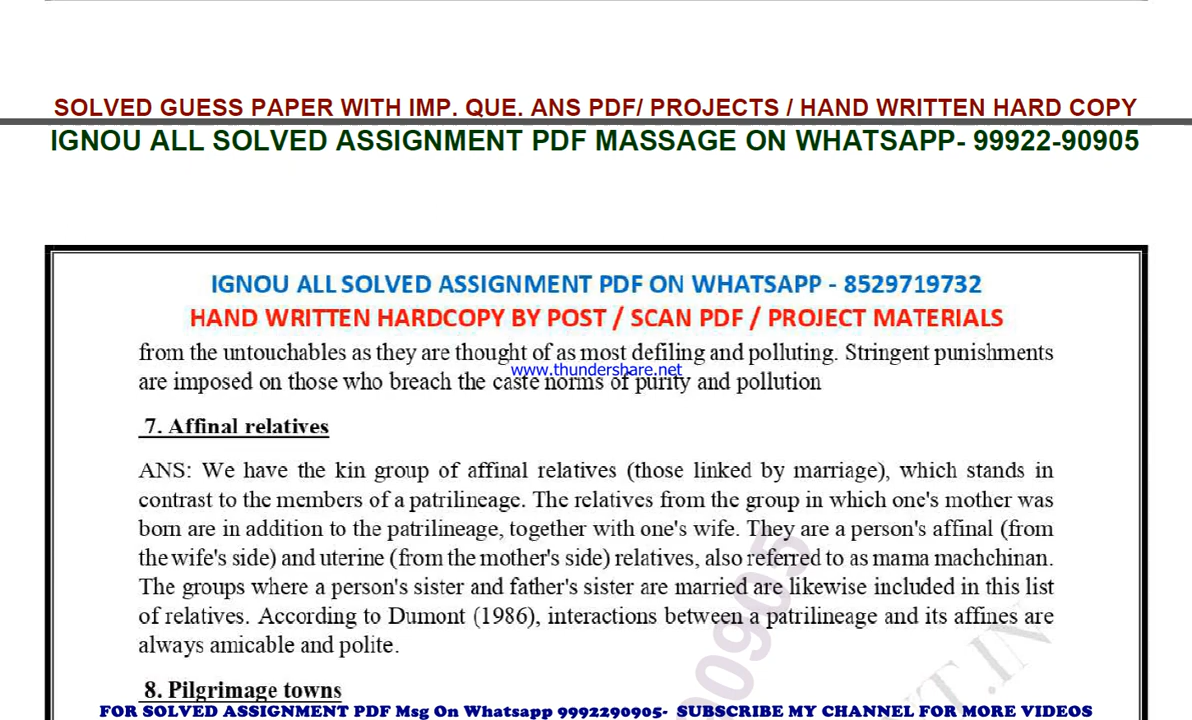 SOLVED GUESS PAPER WITH IMP. QUE. ANS PDF/ PROJECTS / HAND WRITTEN HARD COPY
IGNOU ALL SOLVED ASSIGNMENT PDF MASSAGE ON WHATSAPP- 99922-90905
IGNOU ALL SOLVED ASSIGNMENT PDF ON WHATSAPP - 8529719732
HAND WRITTEN HARDCOPY BY POST / SCAN PDF / PROJECT MATERIALS
from the untouchables as they are thought of as most defiling and polluting. Stringent punishments
www.thundershare.net
are imposed on those who breach the caste norms of purity and pollution
7. Affinal relatives
ANS: We have the kin group of affinal relatives (those linked by marriage), which stands in
contrast to the members of a patrilineage. The relatives from the group in which one's mother was
born are in addition to the patrilineage, together with one's wife. They are a person's affinal (from
the wife's side) and uterine (from the mother's side) relatives, also referred to as mama machchinan.
The groups where a person's sister and father's sister are married are likewise included in this list
of relatives. According to Dumont (1986), interactions between a patrilineage and its affines are
always amicable and polite.
8. Pilgrimage towns
FOR SOLVED ASSIGNMENT PDF Msg On Whatsapp 9992290905- SUBSCRIBE MY CHANNEL FOR MORE VIDEOS